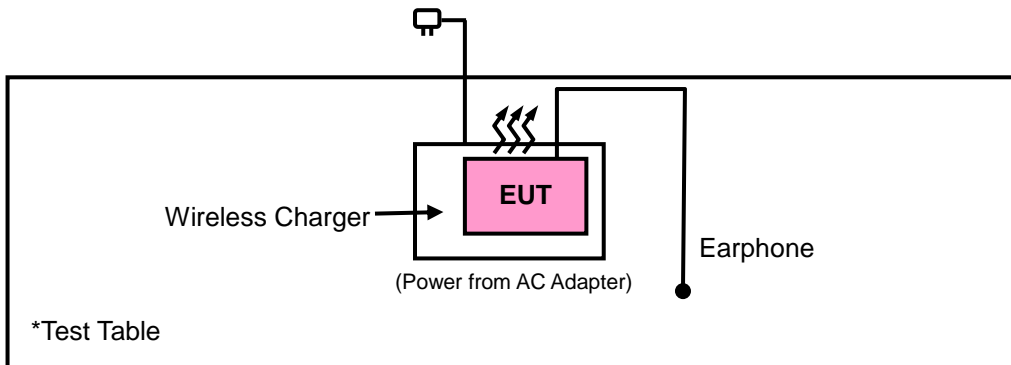 EUT
Wireless Charger
Earphone
(Power from AC Adapter)
*Test Table